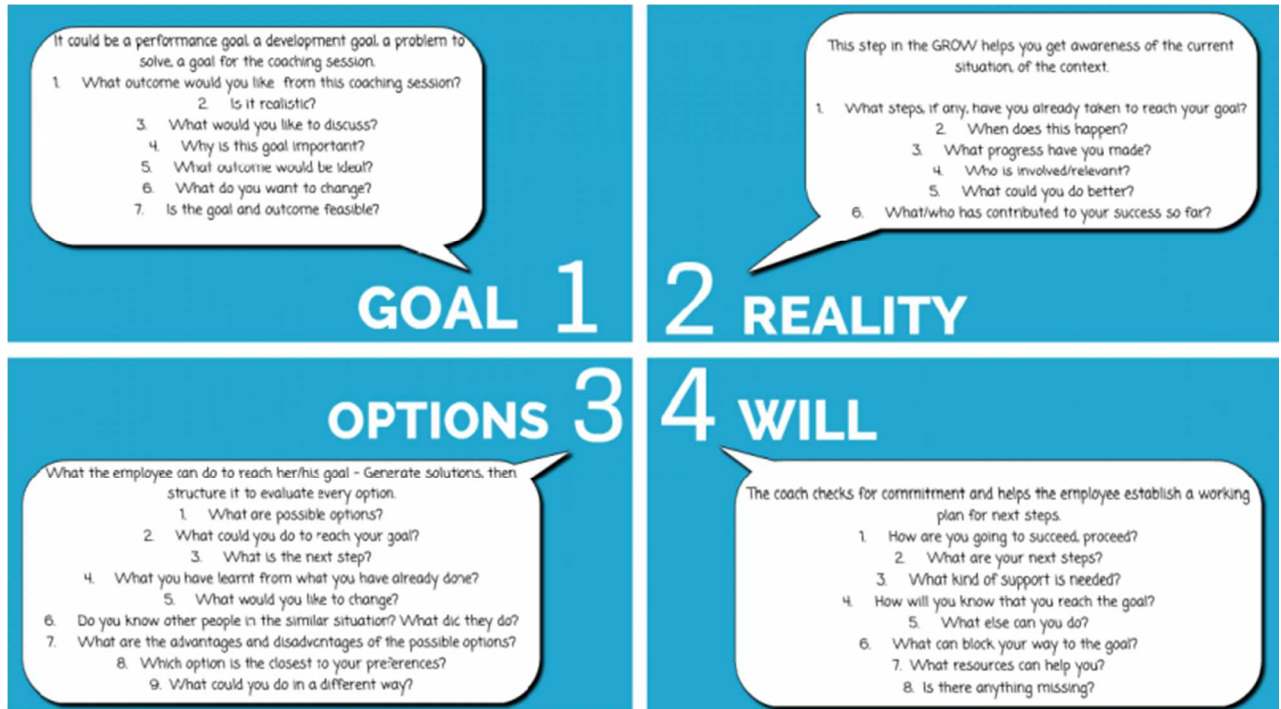 It could be a performance goal, a development goal, a problem to
solve, a goal for the coaching session.
1. What outcome would you like from this coaching session?
2. Is it realistic?
3. What would you like to discuss?
4. Why is this goal important?
5. What outcome would be ideal?
6. What do you want to change?
7. Is the goal and outcome feasible?
GOAL 1
This step in the GROW helps you get awareness of the current
situation, of the context.
1. What steps, if any, have you already taken to reach your goal?
2. When does this happen?
3. What progress have you made?
4. Who is involved/relevant?
5. What could you do better?
6. What/who has contributed to your success so far?
2 REALITY
OPTIONS 3
What the employee can do to reach her/his goal - Generate solutions, then
structure it to evaluate every option.
1. What are possible options?
2. What could you do to reach your goal?
3. What is the next step?
4. What you have learnt from what you have already done?
5. What would you like to change?
6. Do you know other people in the similar situation? What did they do?
7. What are the advantages and disadvantages of the possible options?
8. Which option is the closest to your preferences?
9. What could you do in a different way?
4 WILL
The coach checks for commitment and helps the employee establish a working
plan for next steps.
1. How are you going to succeed, proceed?
2. What are your next steps?
3. What kind of support is needed?
4. How will you know that you reach the goal?
5. What else can you do?
6. What can block your way to the goal?
7. What resources can help you?
8. Is there anything missing?